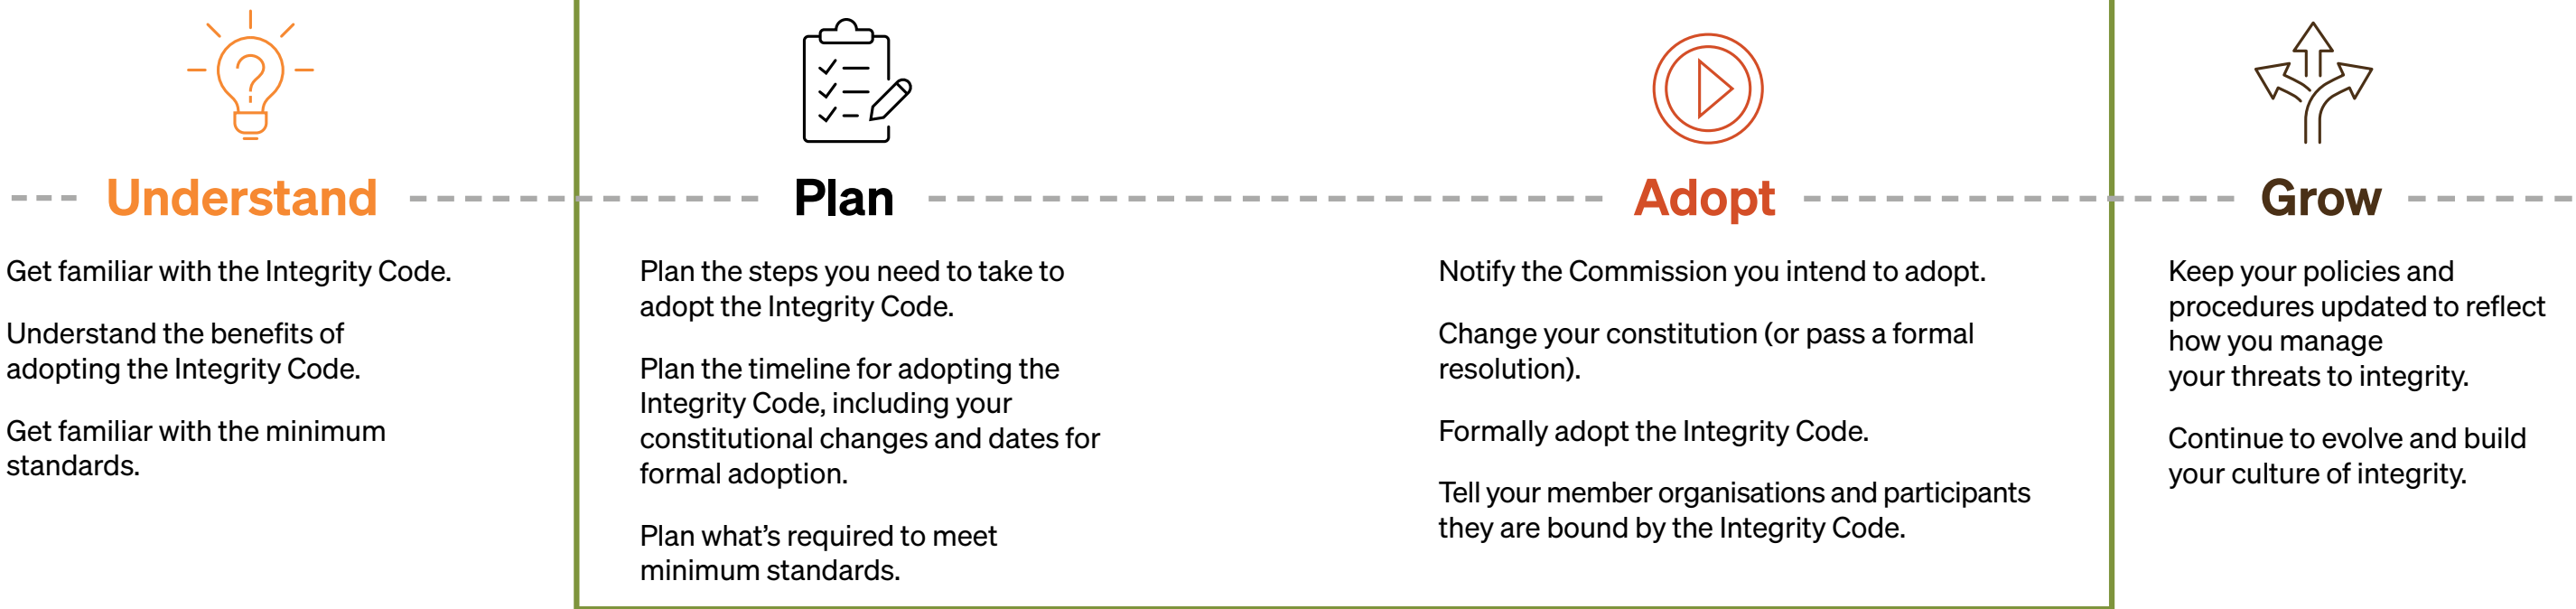 Understand
Get familiar with the Integrity Code.
Understand the benefits of
adopting the Integrity Code.
Get familiar with the minimum
standards.
Plan
Plan the steps you need to take to
adopt the Integrity Code.
Plan the timeline for adopting the
Integrity Code, including your
constitutional changes and dates for
formal adoption.
Plan what’s required to meet
minimum standards.
Adopt
Notify the Commission you intend to adopt.
Change your constitution (or pass a formal
resolution).
Formally adopt the Integrity Code.
Tell your member organisations and participants
they are bound by the Integrity Code.
Grow
Keep your policies and
procedures updated to reflect
how you manage
your threats to integrity.
Continue to evolve and build
your culture of integrity.